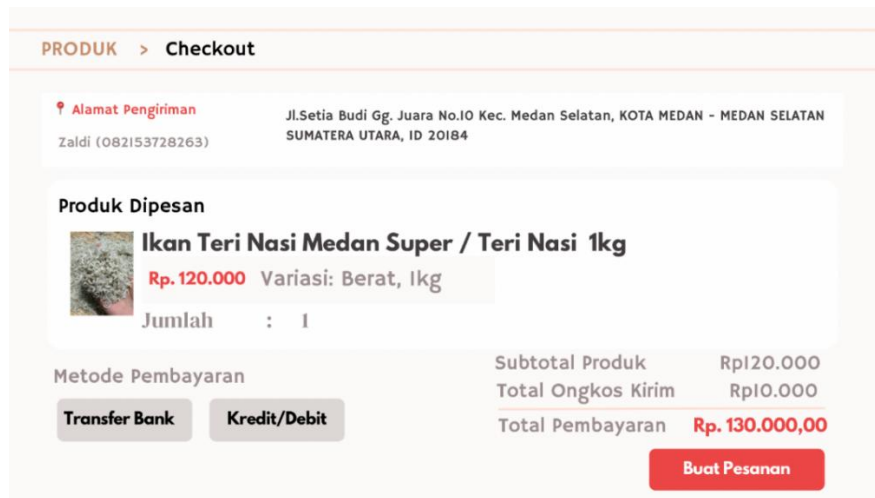 PRODUK > Checkout
Alamat Pengiriman
Zaldi (082153728263)
Jl.Setia Budi Gg. Juara No.10 Kec. Medan Selatan, KOTA MEDAN - MEDAN SELATAN
SUMATERA UTARA, ID 20184
Produk Dipesan
Ikan Teri Nasi Medan Super / Teri Nasi 1kg
Rp. 120.000 Variasi: Berat, 1kg
Jumlah : 1
Metode Pembayaran
Transfer Bank Kredit/Debit
Subtotal Produk Rp120.000
Total Ongkos Kirim Rp10.000
Total Pembayaran Rp. 130.000,00
Buat Pesanan